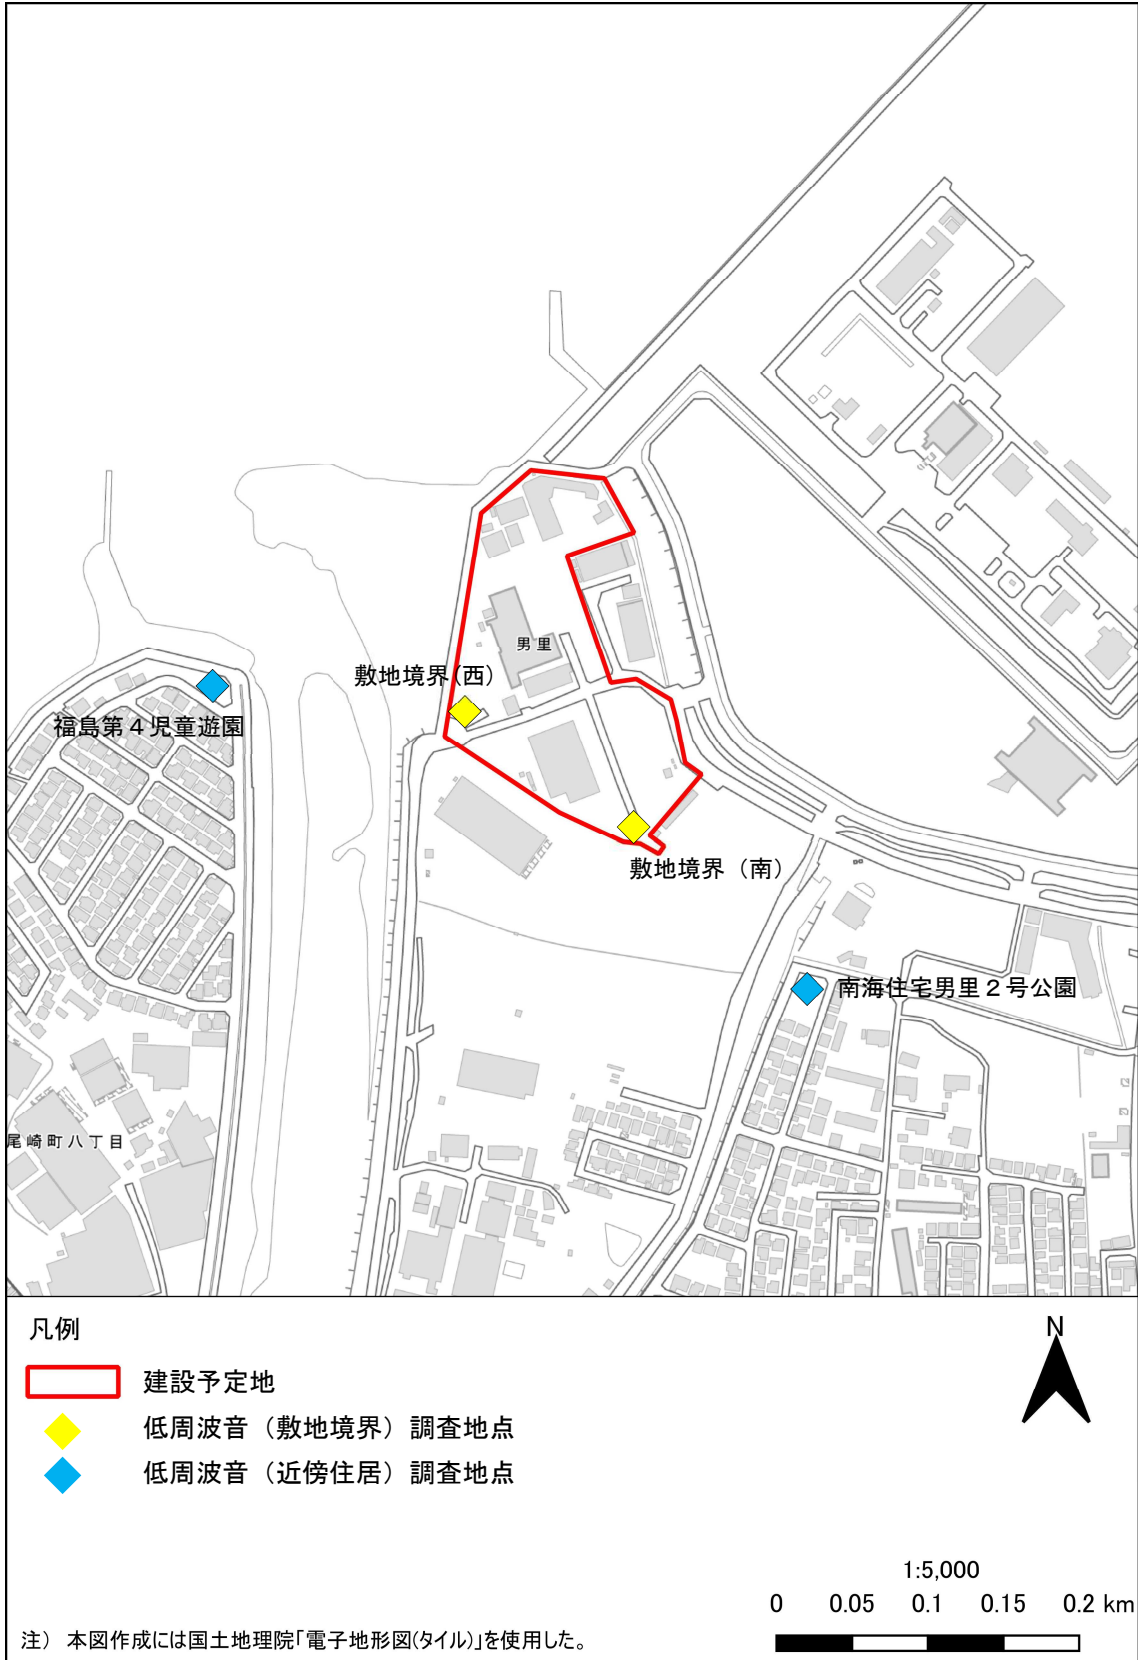 男里
敷地境界(西)
福島第4児童遊園
敷地境界（南）
南海住宅男里2号公園
尾崎町八丁目
凡例
N
建設予定地
低周波音（敷地境界）調査地点
低周波音（近傍住居）調査地点
1:5,000
0 0.05 0.1 0.15 0.2 km
注） 本図作成には国土地理院｢電子地形図(タイル)｣を使用した。